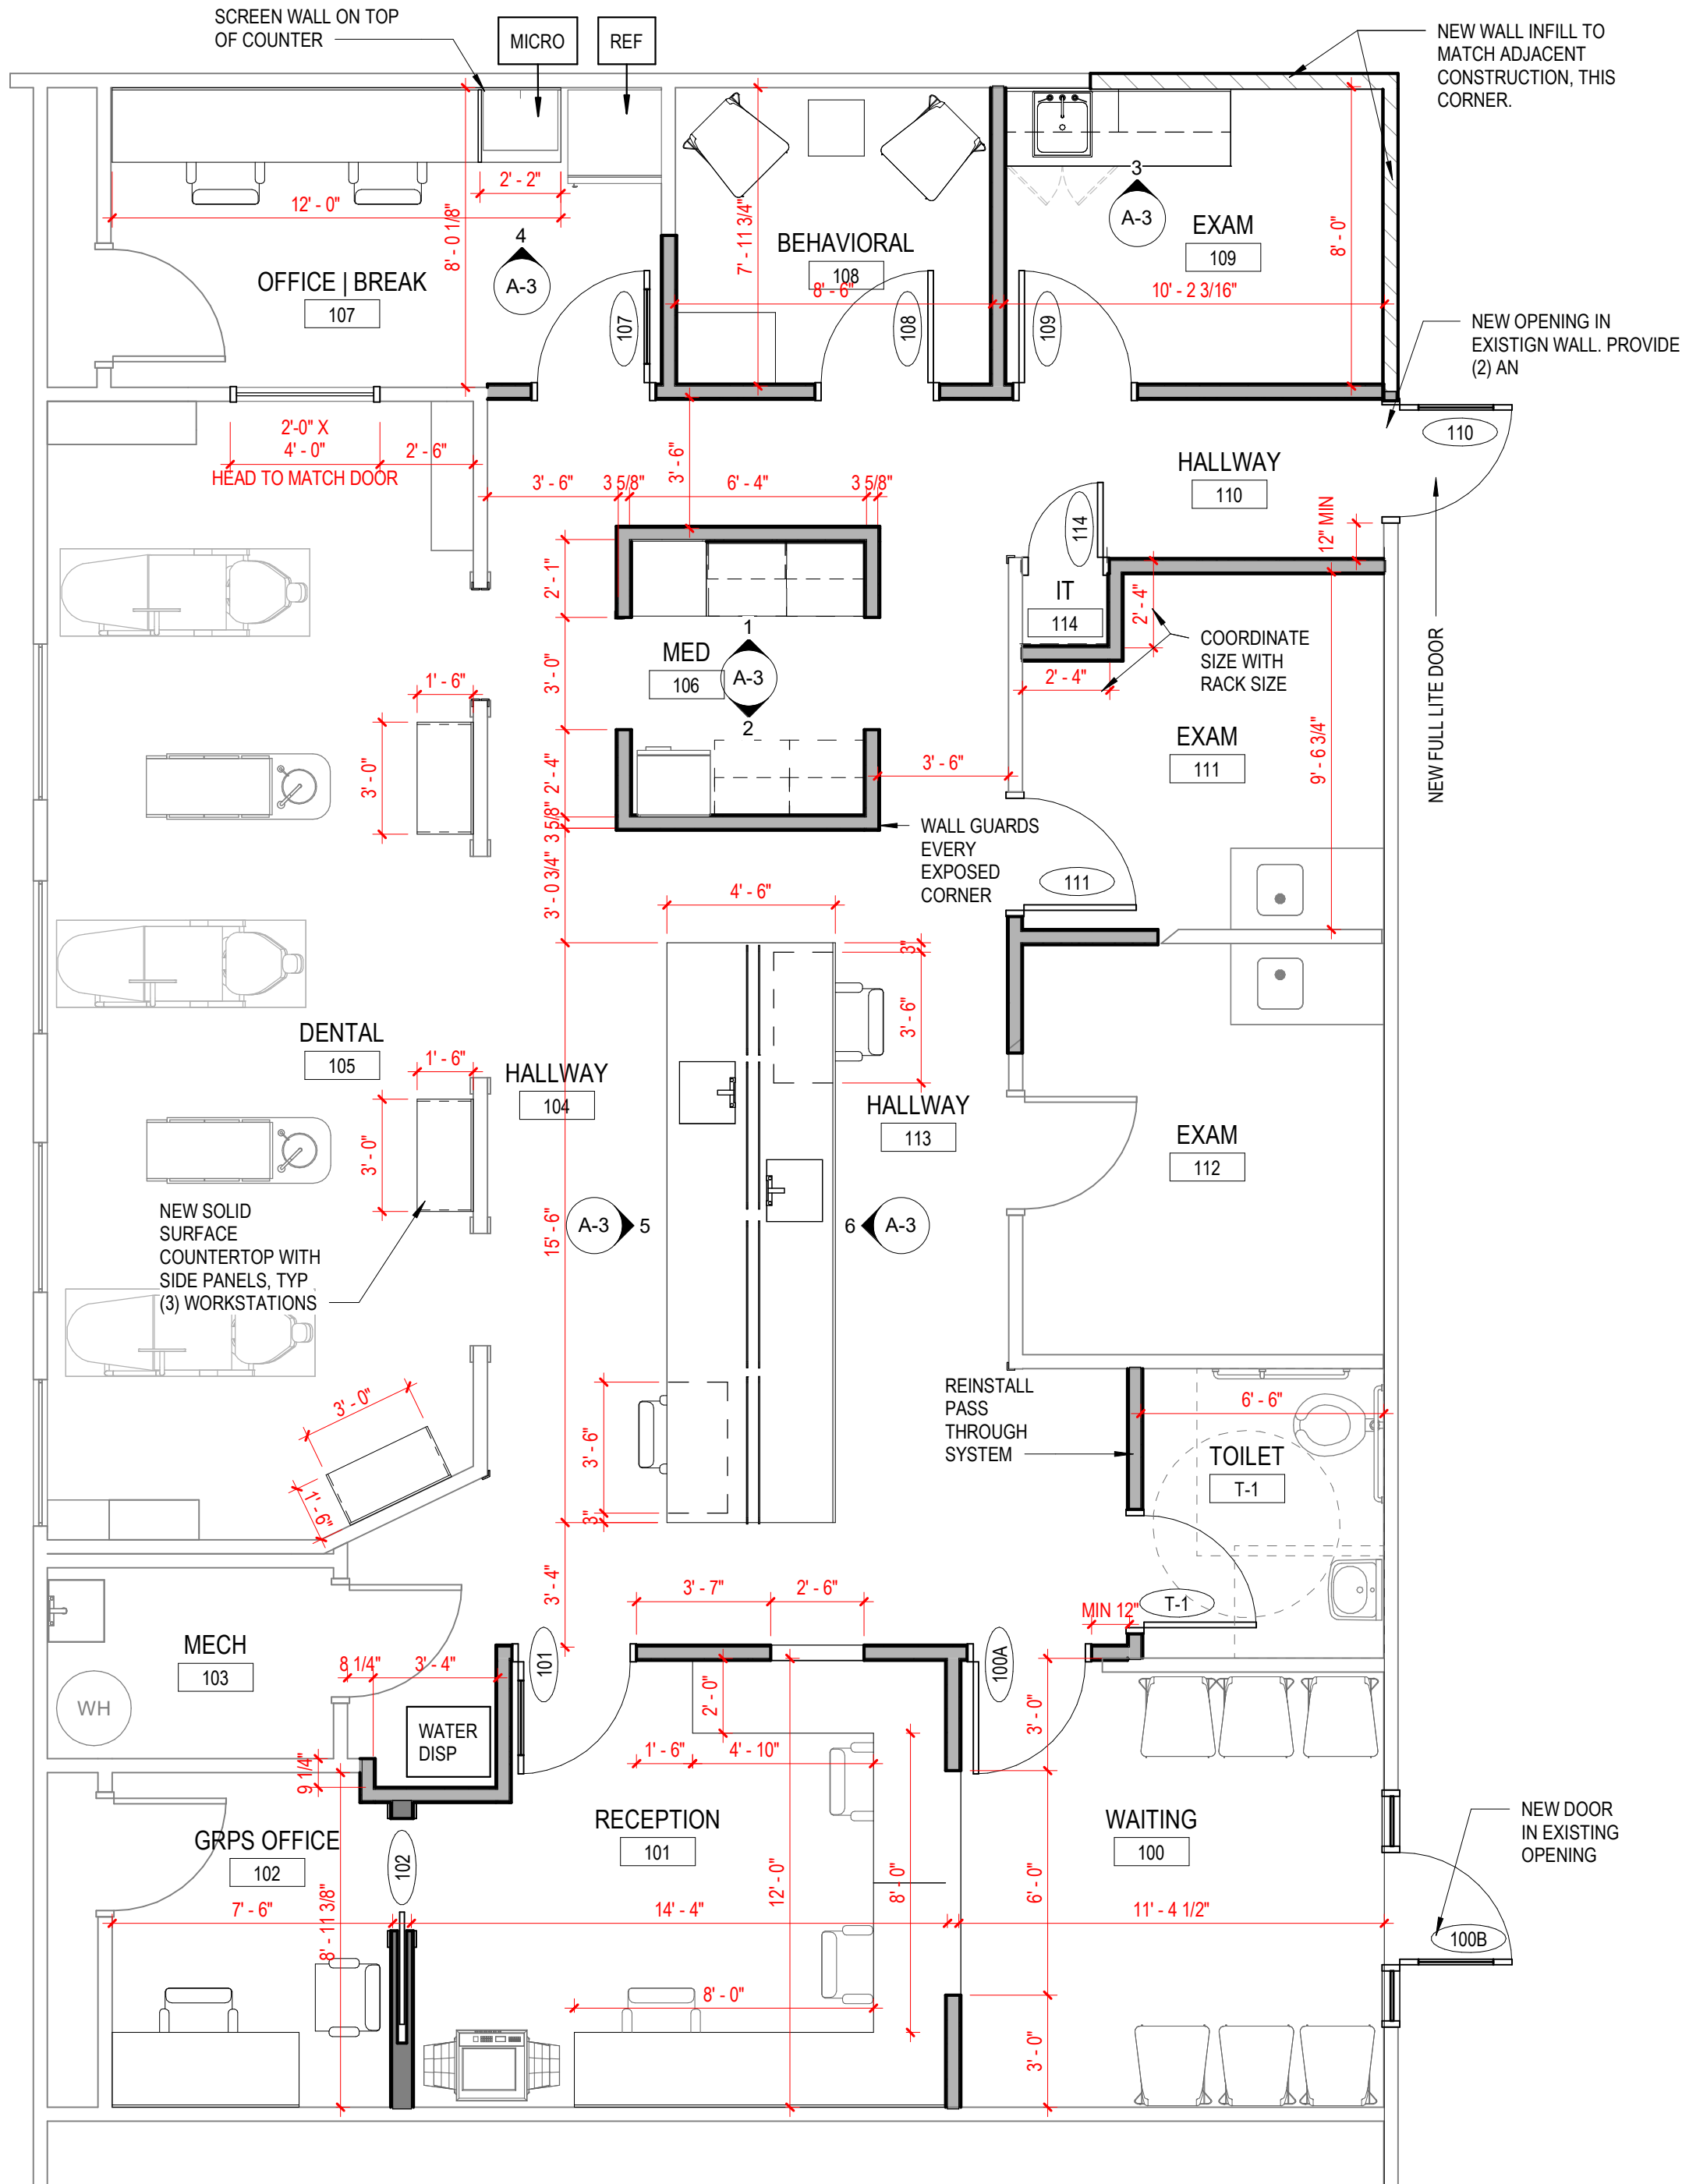 SCREEN WALL ON TOP
OF COUNTER
MICRO
REF
NEW WALL INFILL TO
MATCH ADJACENT
CONSTRUCTION, THIS
CORNER.
2' - 2"
12' - 0"
8' - 0 1/8"
4
A-3
OFFICE | BREAK
107
107
7' - 11 3/4"
BEHAVIORAL
108
8' - 6"
108
3
A-3
EXAM
109
10' - 2 3/16"
8' - 0"
109
NEW OPENING IN
EXISTIGN WALL. PROVIDE
(2) AN
110
2'-0" X
4' - 0"
2' - 6"
HEAD TO MATCH DOOR
3' - 6"
3 5/8"
3' - 6"
6' - 4"
3 5/8"
HALLWAY
110
12" MIN
114
IT
114
2' - 4"
2' - 4"
COORDINATE
SIZE WITH
RACK SIZE
NEW FULL LITE DOOR
2' - 1"
3' - 0"
2' - 4"
3 5/8"
3' - 0 3/4"
1
MED
106
A-3
2
1' - 6"
3' - 0"
3' - 6"
EXAM
111
9' - 6 3/4"
WALL GUARDS
EVERY
EXPOSED
CORNER
111
4' - 6"
3"
3' - 6"
DENTAL
105
1' - 6"
3' - 0"
HALLWAY
104
HALLWAY
113
EXAM
112
NEW SOLID
SURFACE
COUNTERTOP WITH
SIDE PANELS, TYP
(3) WORKSTATIONS
A-3
5
15' - 6"
6
A-3
3' - 0"
1' - 6"
3' - 6"
3"
REINSTALL
PASS
THROUGH
SYSTEM
6' - 6"
TOILET
T-1
3' - 4"
3' - 7"
2' - 6"
MIN 12"
T-1
MECH
103
WH
8 1/4"
3' - 4"
101
100A
WATER
DISP
2' - 0"
1' - 6"
4' - 10"
3' - 0"
9 1/4"
GRPS OFFICE
102
102
RECEPTION
101
WAITING
100
NEW DOOR
IN EXISTING
OPENING
7' - 6"
8' - 11 3/8"
14' - 4"
12' - 0"
8' - 0"
6' - 0"
11' - 4 1/2"
100B
8' - 0"
3' - 0"